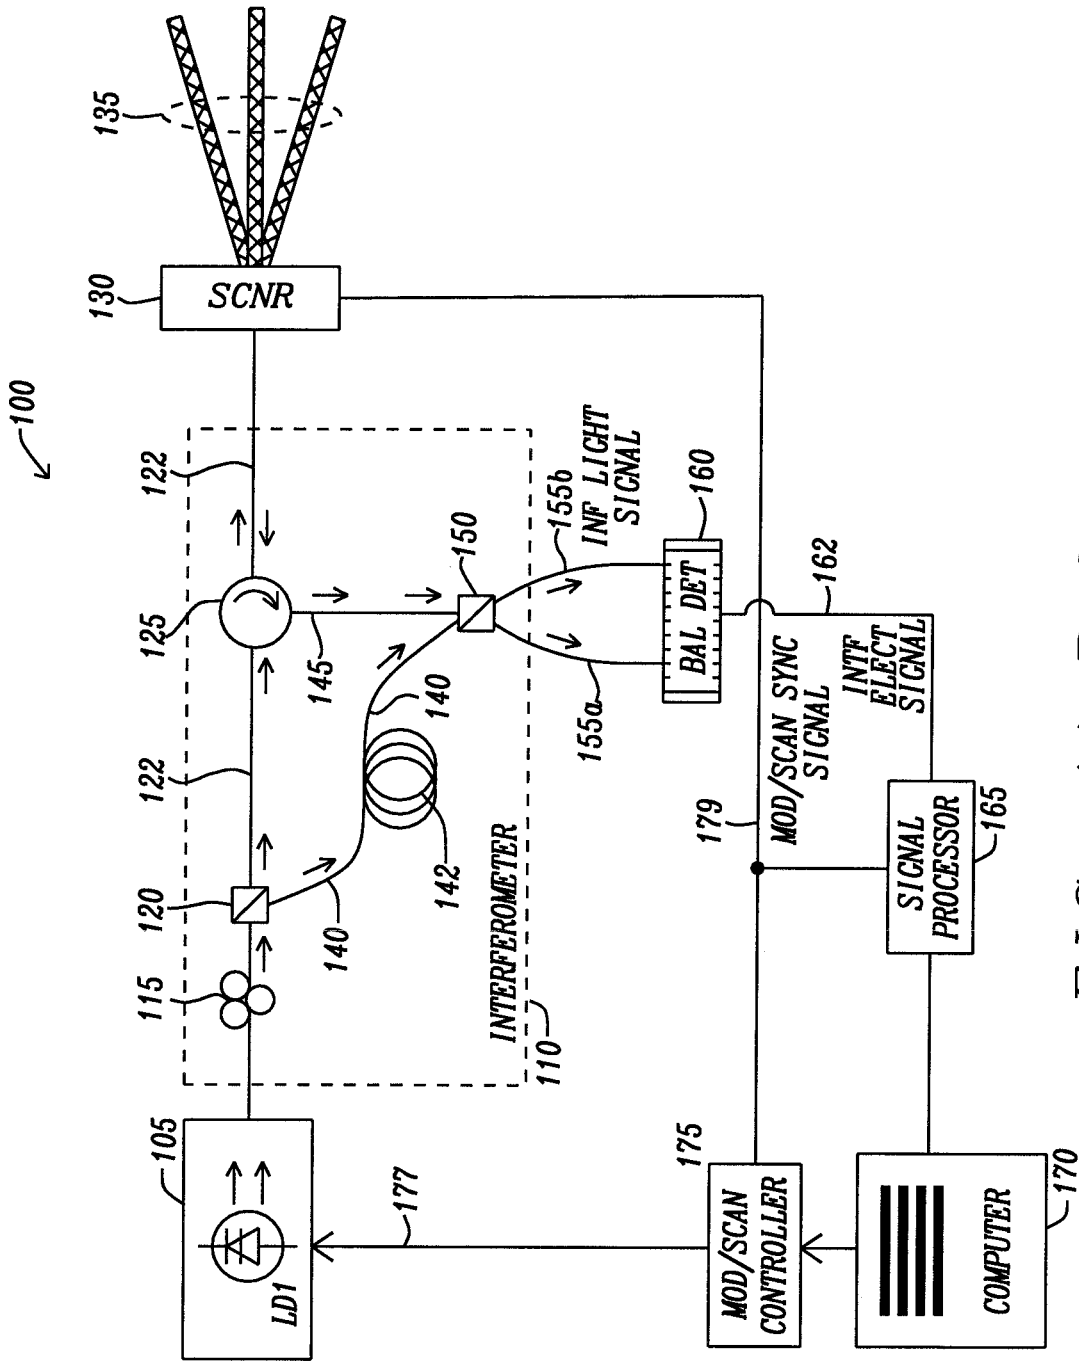 100
105
LD1
115
120
122
125
122
130
SCNR
135
140
142
145
140
150
INTERFEROMETER
110
155a
155b
INF LIGHT
SIGNAL
BAL DET
160
162
177
175
MOD/SCAN
CONTROLLER
179
MOD/SCAN SYNC
SIGNAL
INTF
ELECT
SIGNAL
SIGNAL
PROCESSOR
165
COMPUTER
170